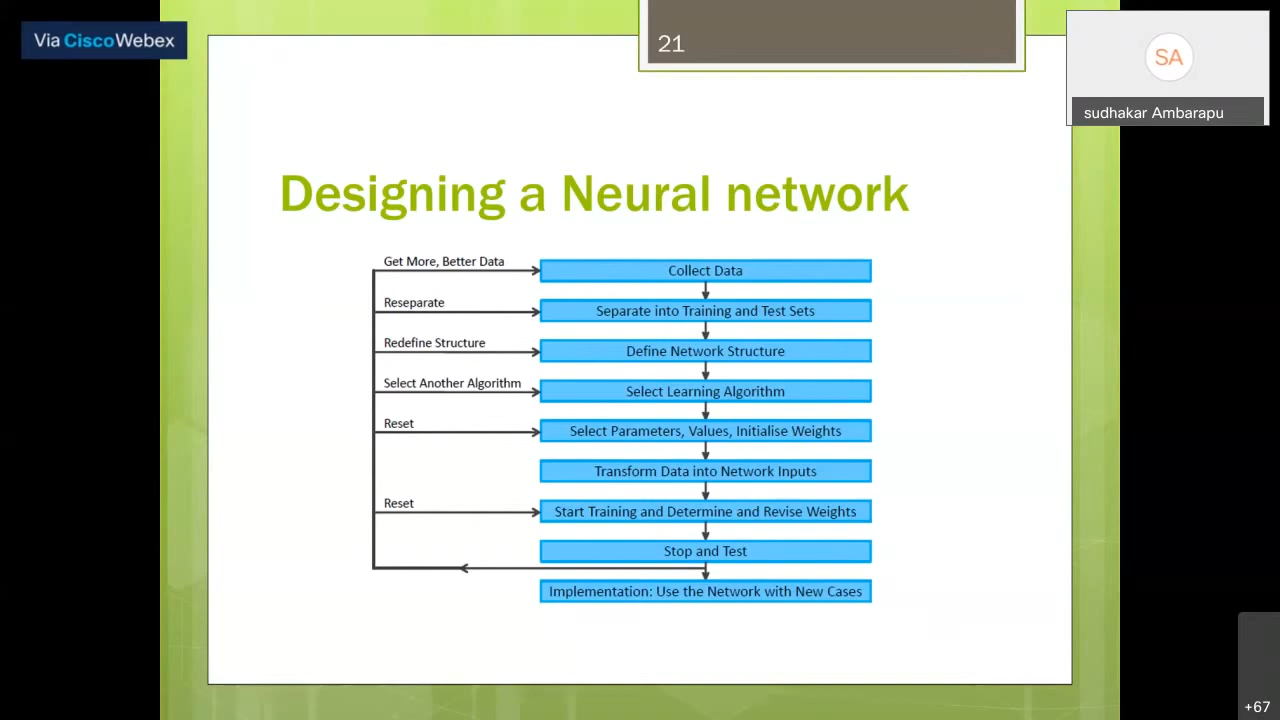 Via CiscoWebex
21
SA
sudhakar Ambarapu
Designing a Neural network
Get More, Better Data
Collect Data
Reseparate
Separate into Training and Test Sets
Redefine Structure
Define Network Structure
Select Another Algorithm
Select Learning Algorithm
Reset
Select Parameters, Values, Initialise Weights
Transform Data into Network Inputs
Reset
Start Training and Determine and Revise Weights
Stop and Test
Implementation: Use the Network with New Cases
+67